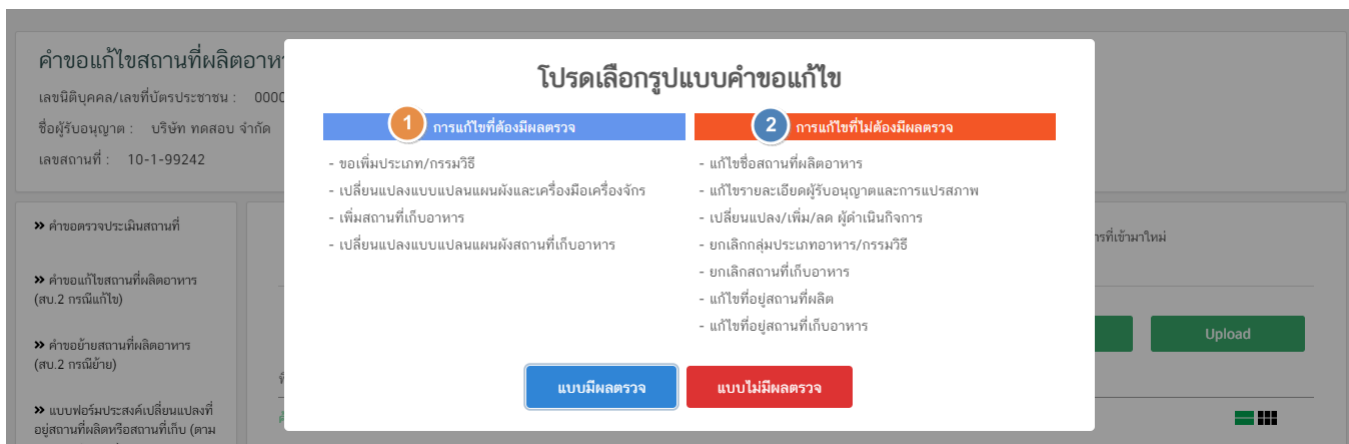 คำขอแก้ไขสถานที่ผลิตอาหา
เลขนิติบุคคล/เลขที่บัตรประชาชน : 0000
ชื่อผู้รับอนุญาต : บริษัท ทดสอบ จำกัด
เลขสถานที่ : 10-1-99242
โปรดเลือกรูปแบบคำขอแก้ไข
1 การแก้ไขที่ต้องมีผลตรวจ
- ขอเพิ่มประเภท/กรรมวิธี
- เปลี่ยนแปลงแบบแปลนแผนผังและเครื่องมือเครื่องจักร
- เพิ่มสถานที่เก็บอาหาร
- เปลี่ยนแปลงแบบแปลนแผนผังสถานที่เก็บอาหาร
2 การแก้ไขที่ไม่ต้องมีผลตรวจ
- แก้ไขชื่อสถานที่ผลิตอาหาร
- แก้ไขรายละเอียดผู้รับอนุญาตและการแปรสภาพ
- เปลี่ยนแปลง/เพิ่ม/ลด ผู้ดำเนินกิจการ
- ยกเลิกกลุ่มประเภทอาหาร/กรรมวิธี
- ยกเลิกสถานที่เก็บอาหาร
- แก้ไขที่อยู่สถานที่ผลิต
- แก้ไขที่อยู่สถานที่เก็บอาหาร
แบบมีผลตรวจ
แบบไม่มีผลตรวจ
» คำขอตรวจประเมินสถานที่
» คำขอแก้ไขสถานที่ผลิตอาหาร
(สบ.2 กรณีแก้ไข)
» คำขอย้ายสถานที่ผลิตอาหาร
(สบ.2 กรณีย้าย)
» แบบฟอร์มประสงค์เปลี่ยนแปลงที่
อยู่สถานที่ผลิตหรือสถานที่เก็บ (ตาม
ารที่เข้ามาใหม่
Upload